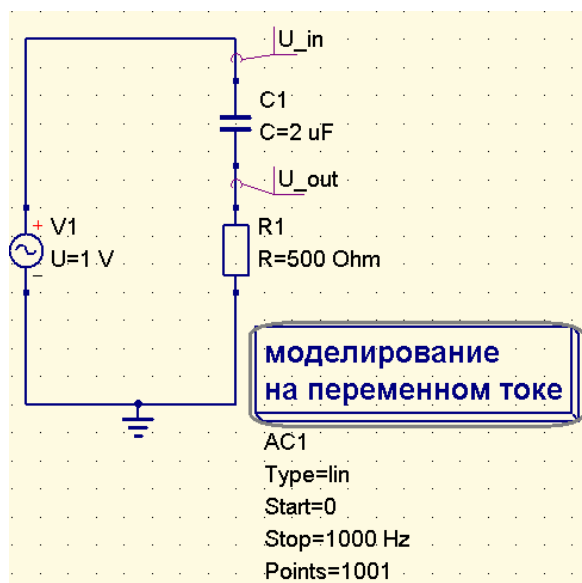 U_in
C1
C=2 uF
U_out
V1
U=1 V
R1
R=500 Ohm
моделирование
на переменном токе
AC1
Type=lin
Start=0
Stop=1000 Hz
Points=1001